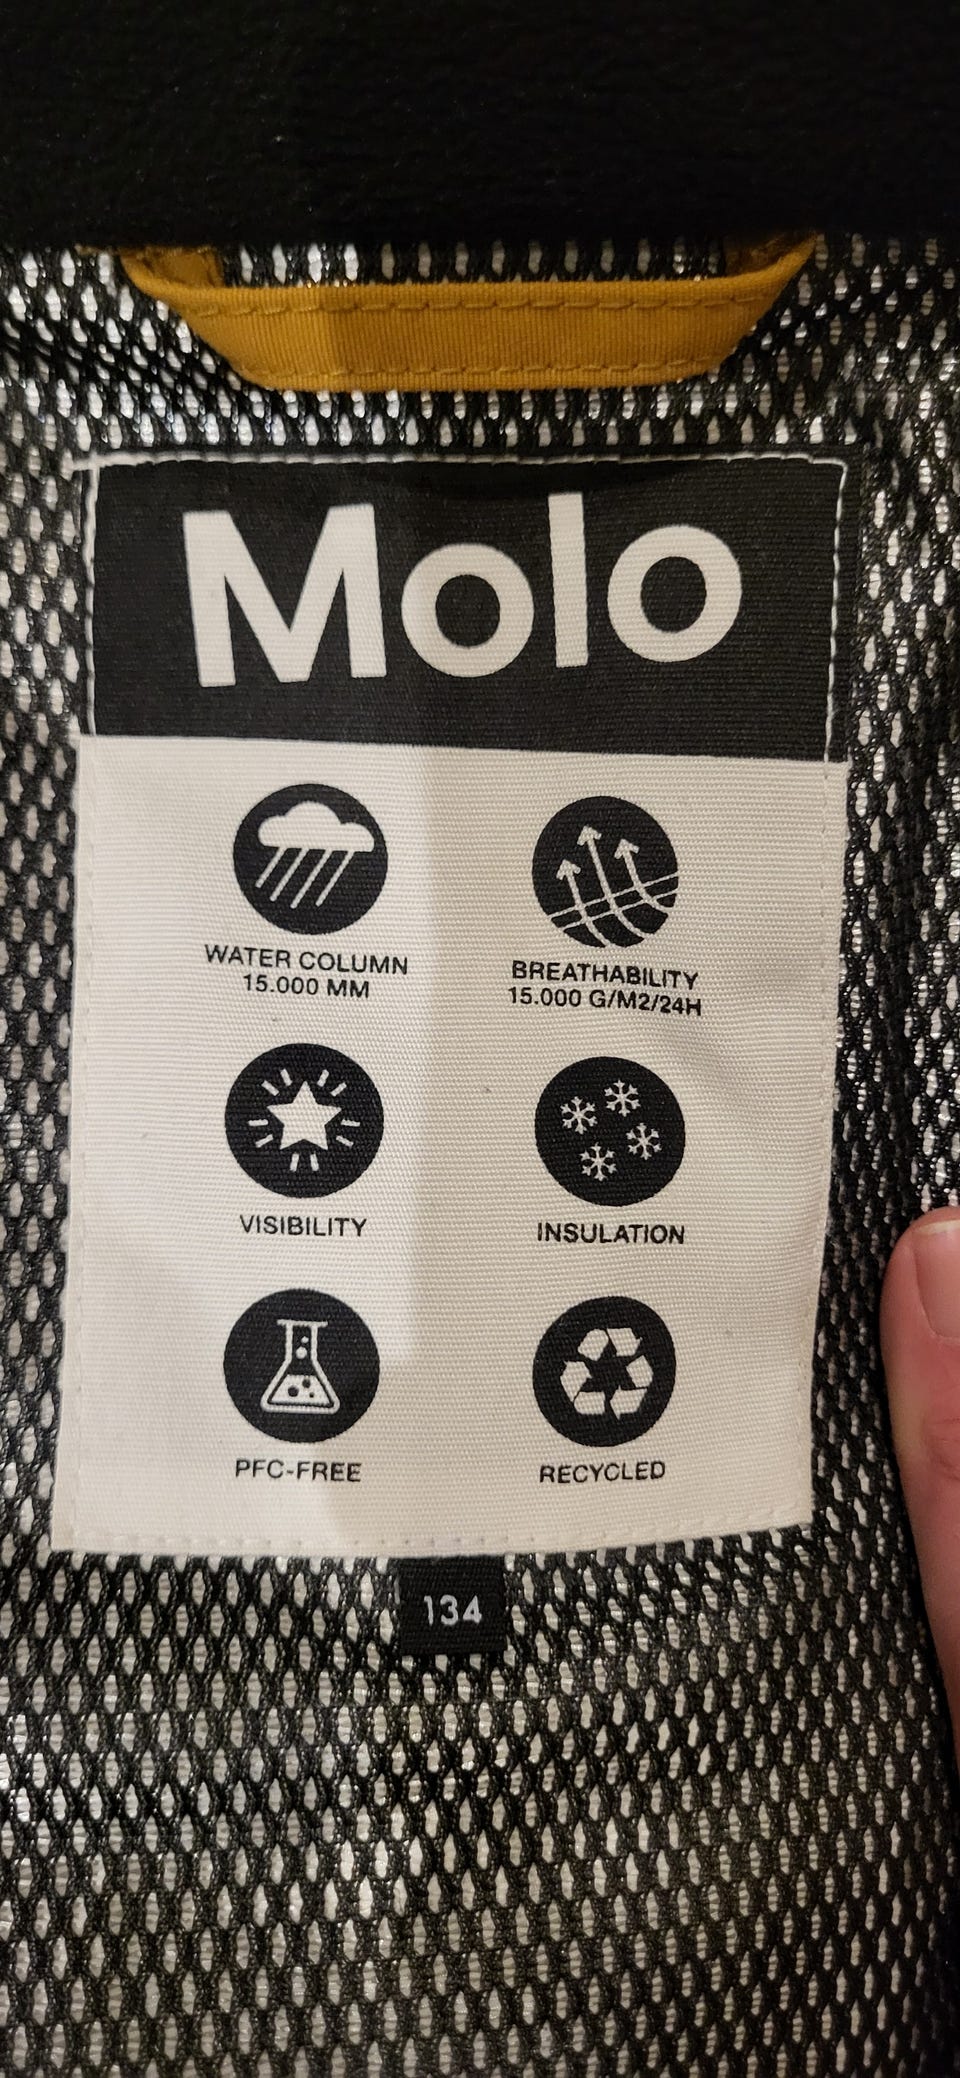 Molo
WATER COLUMN
15.000 MM
BREATHABILITY
15.000 G/M2/24H
VISIBILITY
INSULATION
PFC-FREE
RECYCLED
134